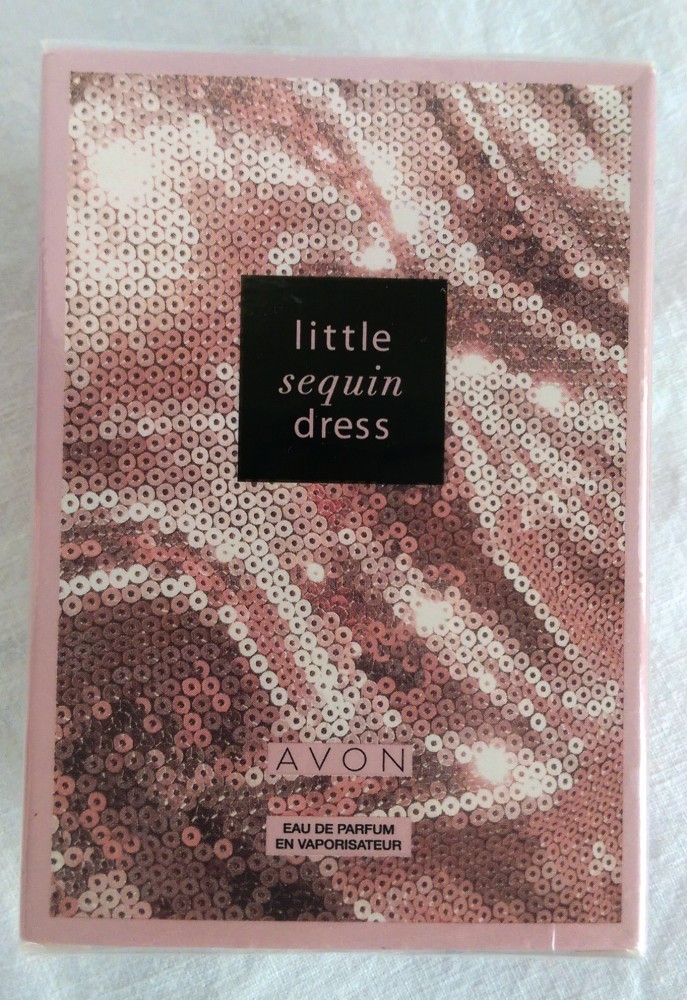 little
sequin
dress
AVON
EAU DE PARFUM
EN VAPORISATEUR